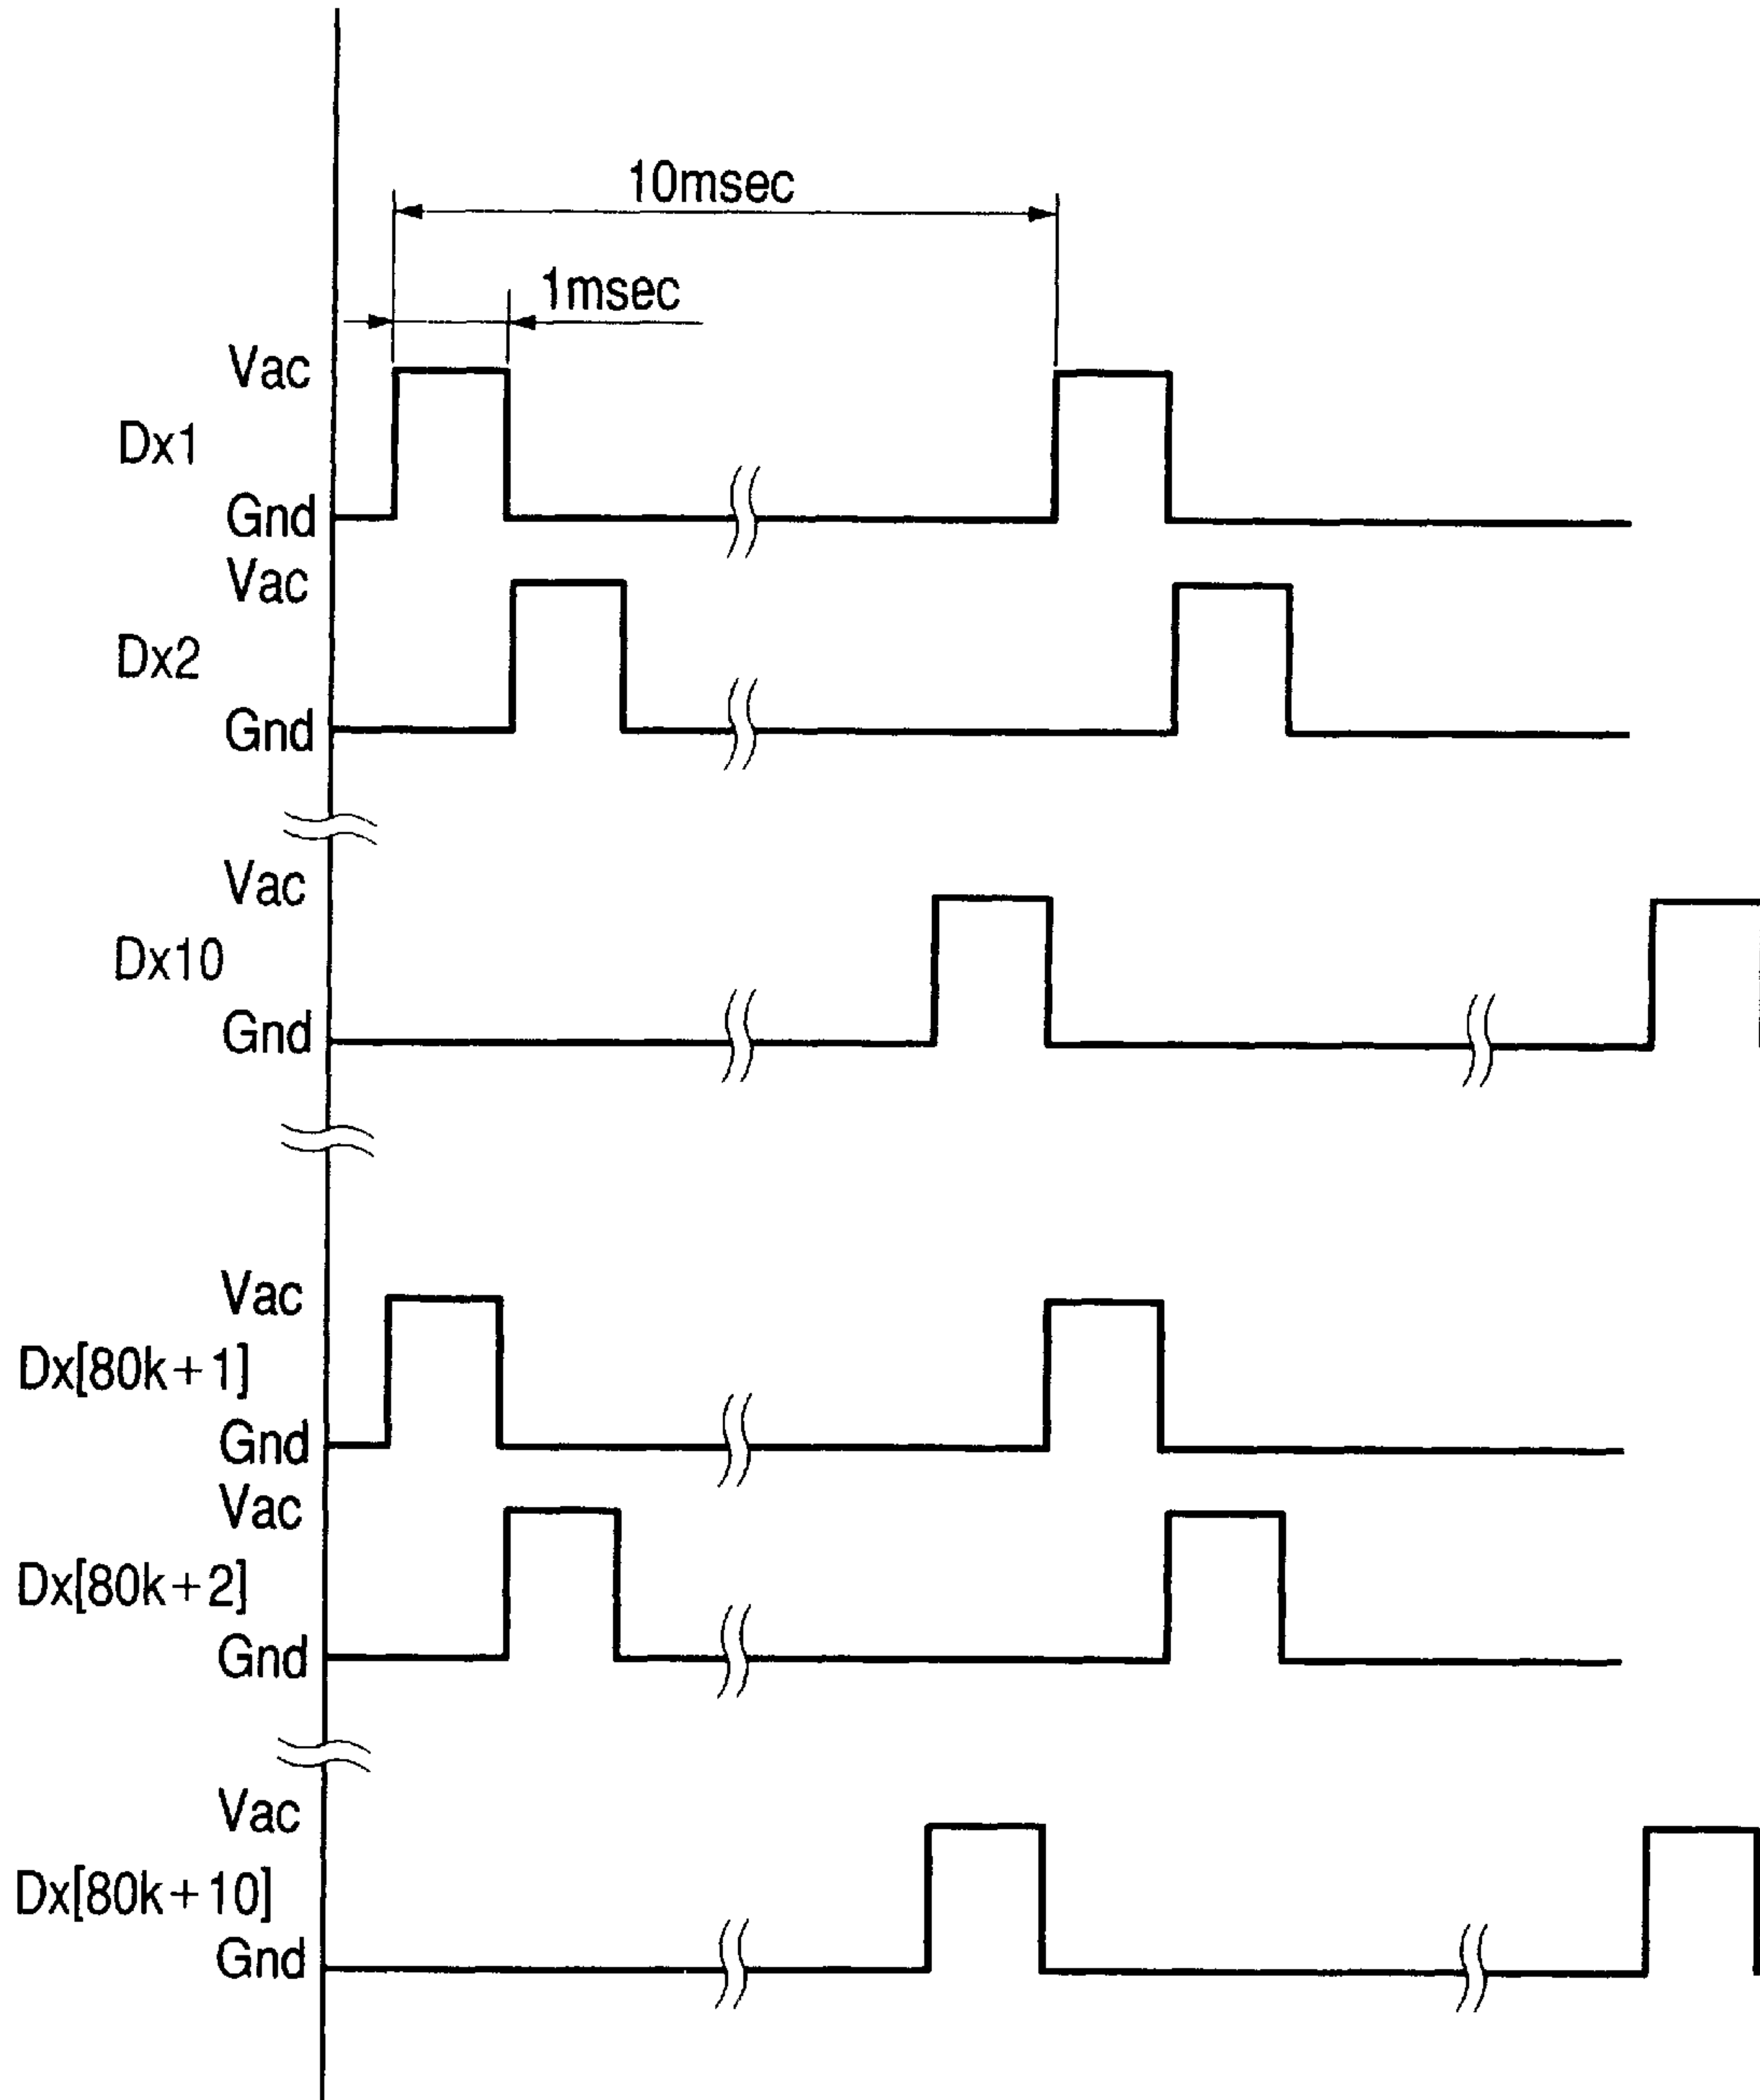 10msec
1msec
Vac
Dx1
Gnd
Vac
Dx2
Gnd
Vac
Dx10
Gnd
Vac
Dx[80k+1]
Gnd
Vac
Dx[80k+2]
Gnd
Vac
Dx[80k+10]
Gnd